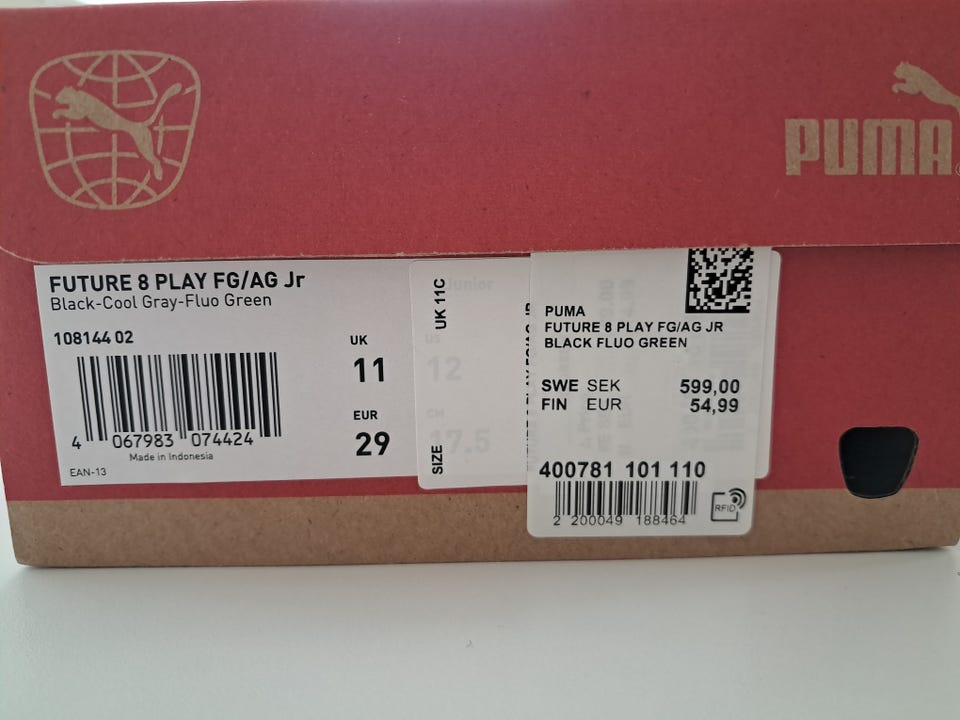 PUMA
FUTURE 8 PLAY FG/AG Jr
Black-Cool Gray-Fluo Green
108144 02
4 067983 074424
Made in Indonesia
EAN-13
UK
11
EUR
29
Junior
US
12
CM
17.5
UK 11C
SIZE
PUMA
FUTURE 8 PLAY FG/AG JR
BLACK FLUO GREEN
SWE SEK 599,00
FIN EUR 54,99
400781 101 110
2 200049 188464
RFID